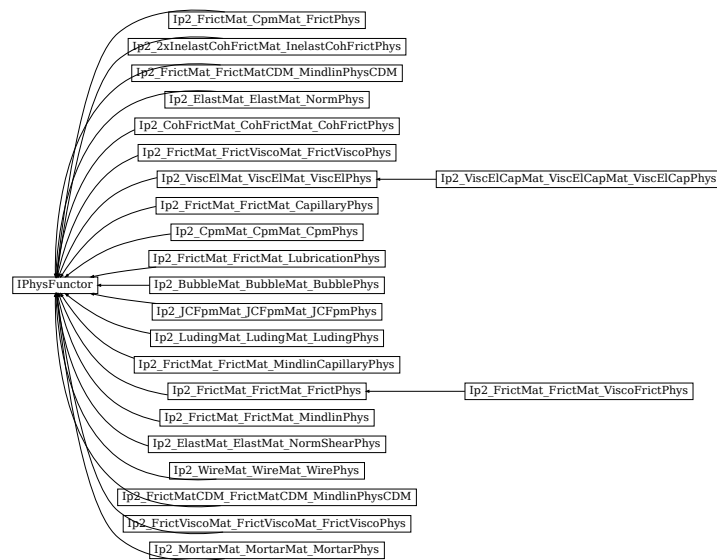 Ip2_FrictMat_CpmMat_FrictPhys
Ip2_2xInelastCohFrictMat_InelastCohFrictPhys
Ip2_FrictMat_FrictMatCDM_MindlinPhysCDM
Ip2_ElastMat_ElastMat_NormPhys
Ip2_CohFrictMat_CohFrictMat_CohFrictPhys
Ip2_FrictMat_FrictViscoMat_FrictViscoPhys
Ip2_ViscElMat_ViscElMat_ViscElPhys
Ip2_ViscElCapMat_ViscElCapMat_ViscElCapPhys
Ip2_FrictMat_FrictMat_CapillaryPhys
Ip2_CpmMat_CpmMat_CpmPhys
Ip2_FrictMat_FrictMat_LubricationPhys
IPhysFunctor
Ip2_BubbleMat_BubbleMat_BubblePhys
Ip2_JCFpmMat_JCFpmMat_JCFpmPhys
Ip2_LudingMat_LudingMat_LudingPhys
Ip2_FrictMat_FrictMat_MindlinCapillaryPhys
Ip2_FrictMat_FrictMat_FrictPhys
Ip2_FrictMat_FrictMat_ViscoFrictPhys
Ip2_FrictMat_FrictMat_MindlinPhys
Ip2_ElastMat_ElastMat_NormShearPhys
Ip2_WireMat_WireMat_WirePhys
Ip2_FrictMatCDM_FrictMatCDM_MindlinPhysCDM
Ip2_FrictViscoMat_FrictViscoMat_FrictViscoPhys
Ip2_MortarMat_MortarMat_MortarPhys